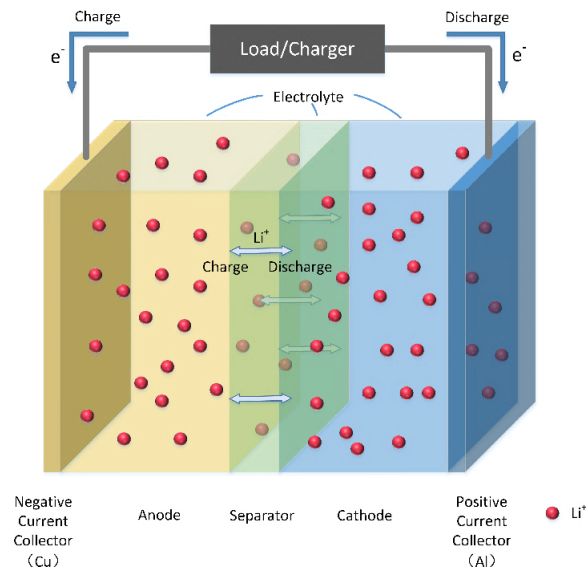 Charge
Discharge
e⁻
Load/Charger
e⁻
Electrolyte
Li⁺
Charge
Discharge
Negative
Current
Collector
（Cu）
Anode
Separator
Cathode
Positive
Current
Collector
（Al）
Li⁺